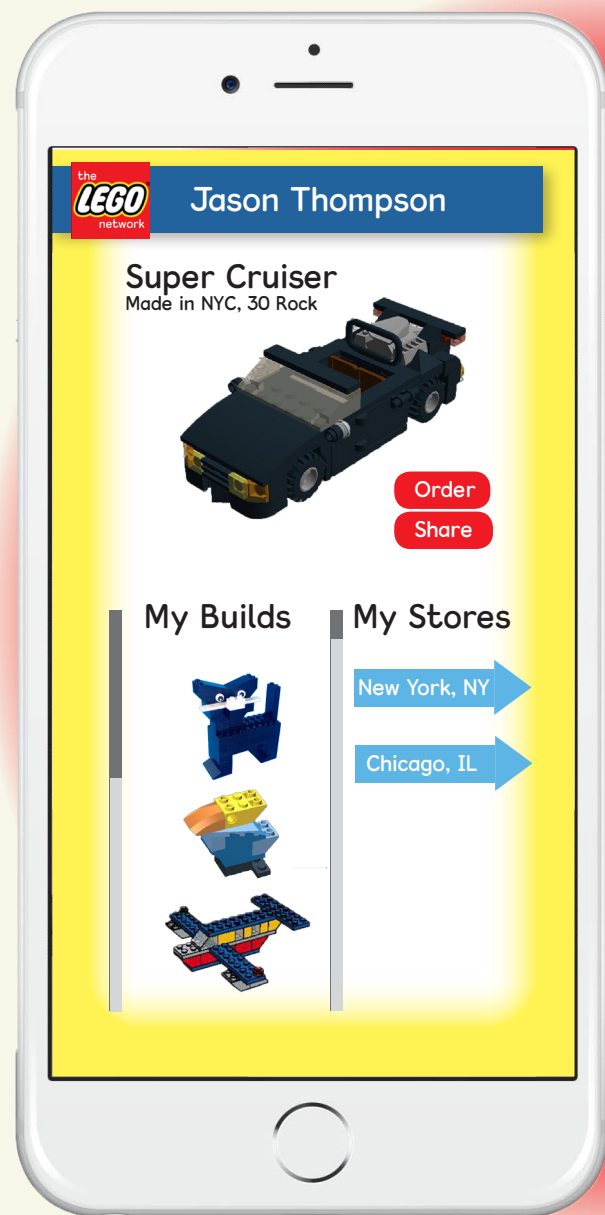 the
LEGO
network
Jason Thompson
Super Cruiser
Made in NYC, 30 Rock
Order
Share
My Builds
My Stores
New York, NY
Chicago, IL